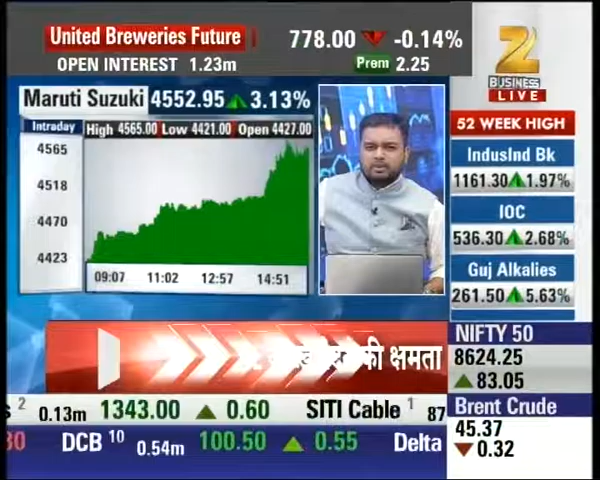 United Breweries Future
778.00 -0.14%
OPEN INTEREST 1.23m
Prem 2.25
Z
BUSINESS
LIVE
Maruti Suzuki 4552.95 3.13%
Intraday
High 4565.00 Low 4421.00 Open 4427.00
4565
4518
4470
4423
09:07 11:02 12:57 14:51
52 WEEK HIGH
IndusInd Bk
1161.30 1.97%
IOC
536.30 2.68%
Guj Alkalies
261.50 5.63%
की क्षमता
NIFTY 50
8624.25
83.05
Brent Crude
45.37
0.32
s 2 0.13m 1343.00 0.60 SITI Cable 1 87
30 DCB 10 0.54m 100.50 0.55 Delta